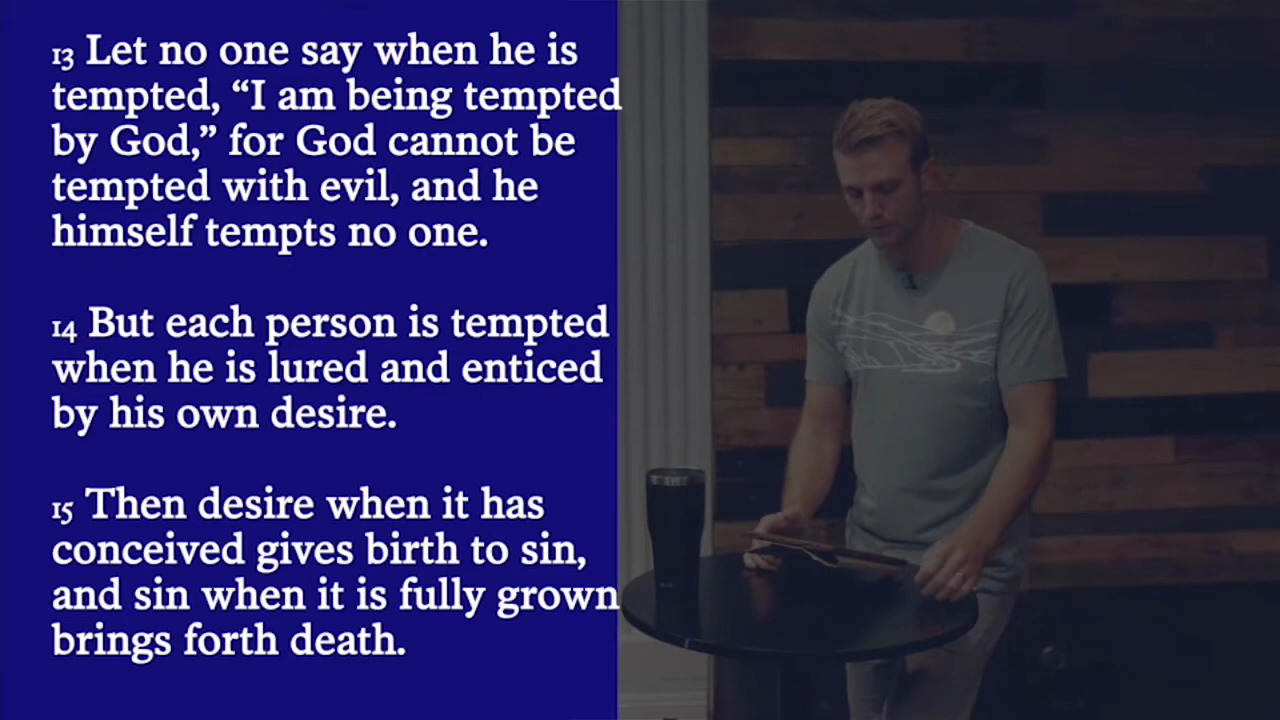 13 Let no one say when he is
tempted, “I am being tempted
by God,” for God cannot be
tempted with evil, and he
himself tempts no one.
14 But each person is tempted
when he is lured and enticed
by his own desire.
15 Then desire when it has
conceived gives birth to sin,
and sin when it is fully grown
brings forth death.